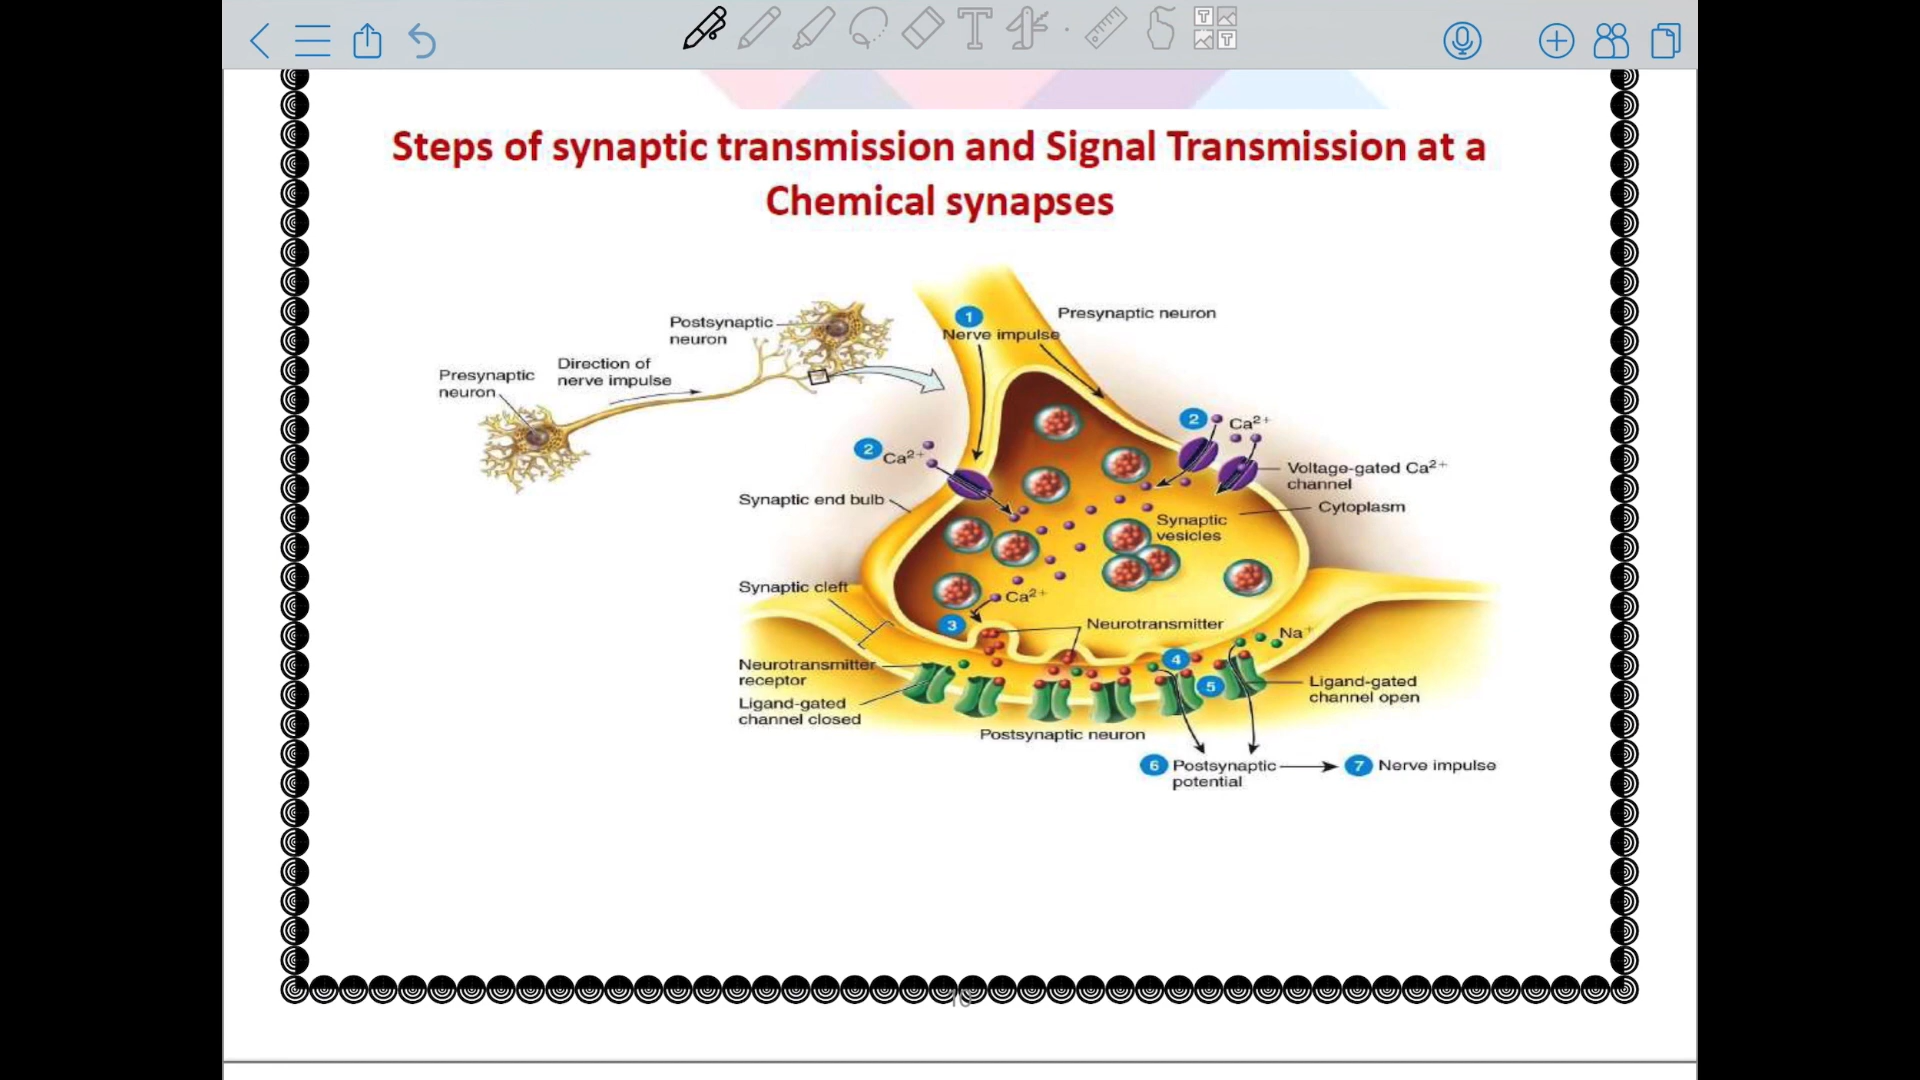 Steps of synaptic transmission and Signal Transmission at a
Chemical synapses
Postsynaptic
neuron
Direction of
nerve impulse
Presynaptic
neuron
1
Nerve impulse
Presynaptic neuron
2
Ca2+
2
Ca2+
Voltage-gated Ca2+
channel
Cytoplasm
Synaptic end bulb
Synaptic
vesicles
Synaptic cleft
Ca2+
3
Neurotransmitter
Na+
4
5
Neurotransmitter
receptor
Ligand-gated
channel closed
Ligand-gated
channel open
Postsynaptic neuron
6 Postsynaptic
potential
7 Nerve impulse
10